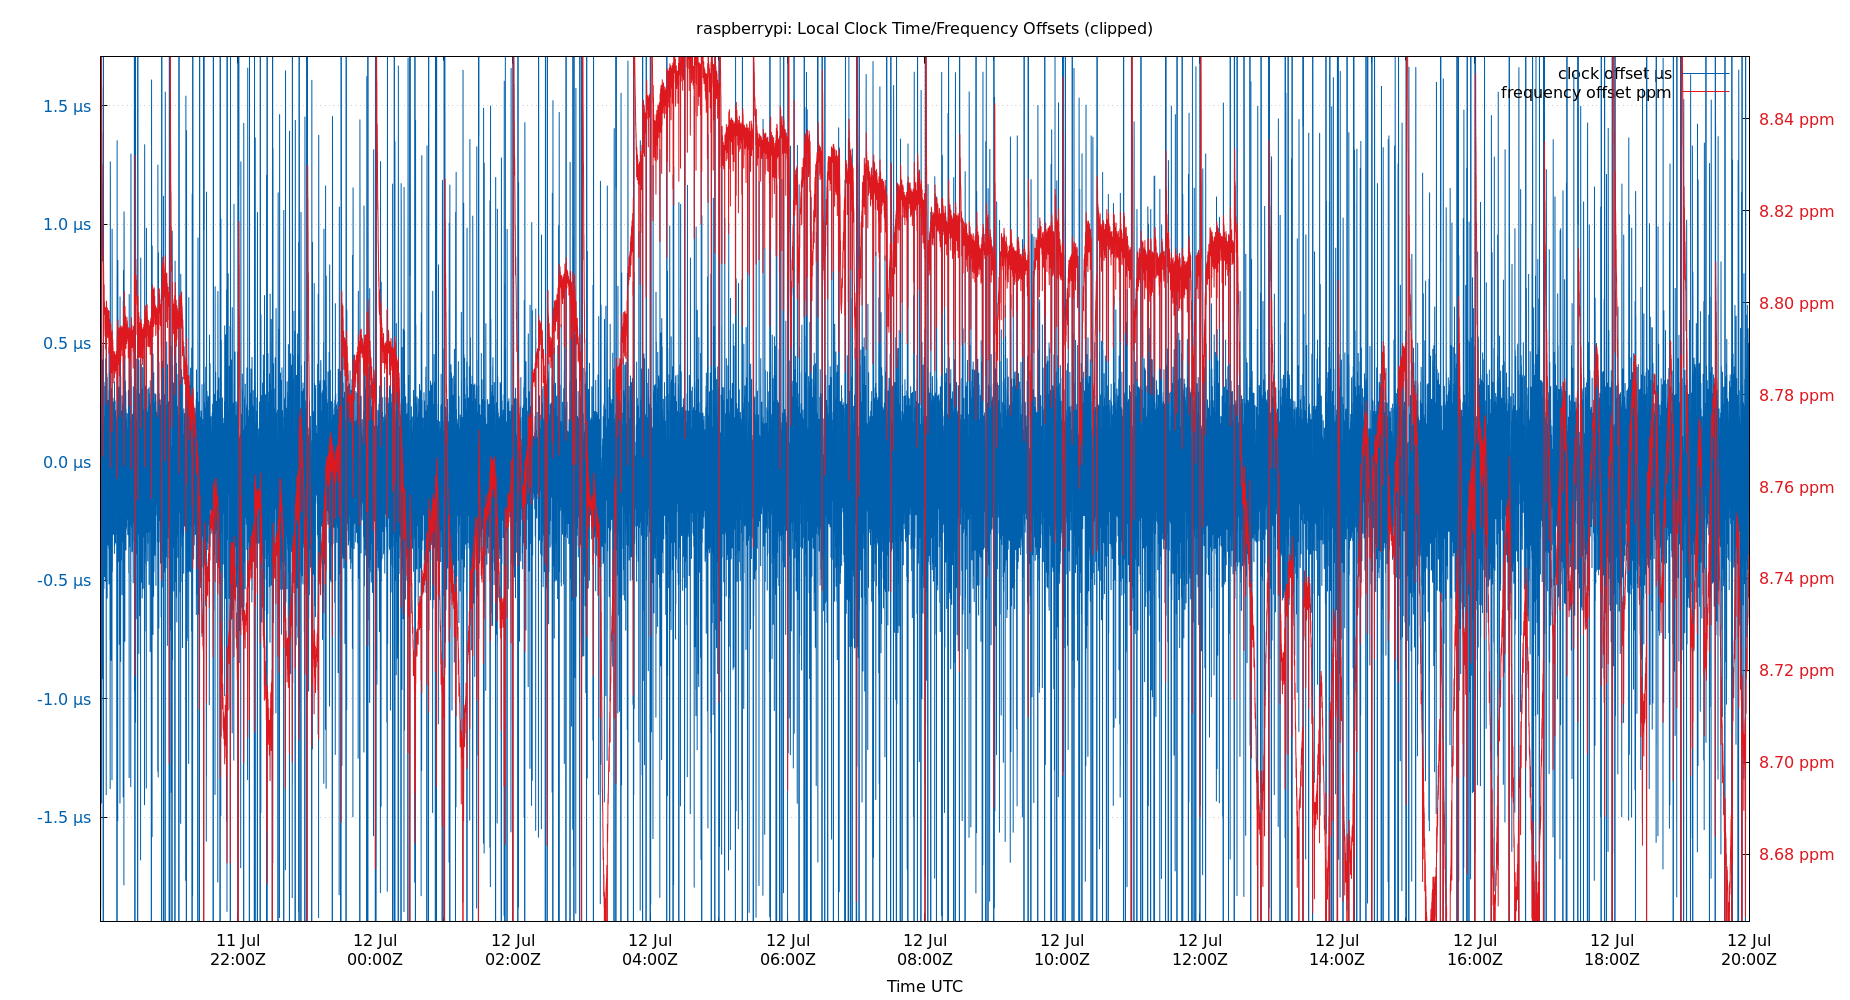 raspberrypi: Local Clock Time/Frequency Offsets (clipped)
clock offset µs
frequency offset ppm
1.5 µs
1.0 µs
0.5 µs
0.0 µs
-0.5 µs
-1.0 µs
-1.5 µs
8.84 ppm
8.82 ppm
8.80 ppm
8.78 ppm
8.76 ppm
8.74 ppm
8.72 ppm
8.70 ppm
8.68 ppm
11 Jul 12 Jul 12 Jul 12 Jul 12 Jul 12 Jul 12 Jul 12 Jul 12 Jul 12 Jul 12 Jul 12 Jul
22:00Z 00:00Z 02:00Z 04:00Z 06:00Z 08:00Z 10:00Z 12:00Z 14:00Z 16:00Z 18:00Z 20:00Z
Time UTC